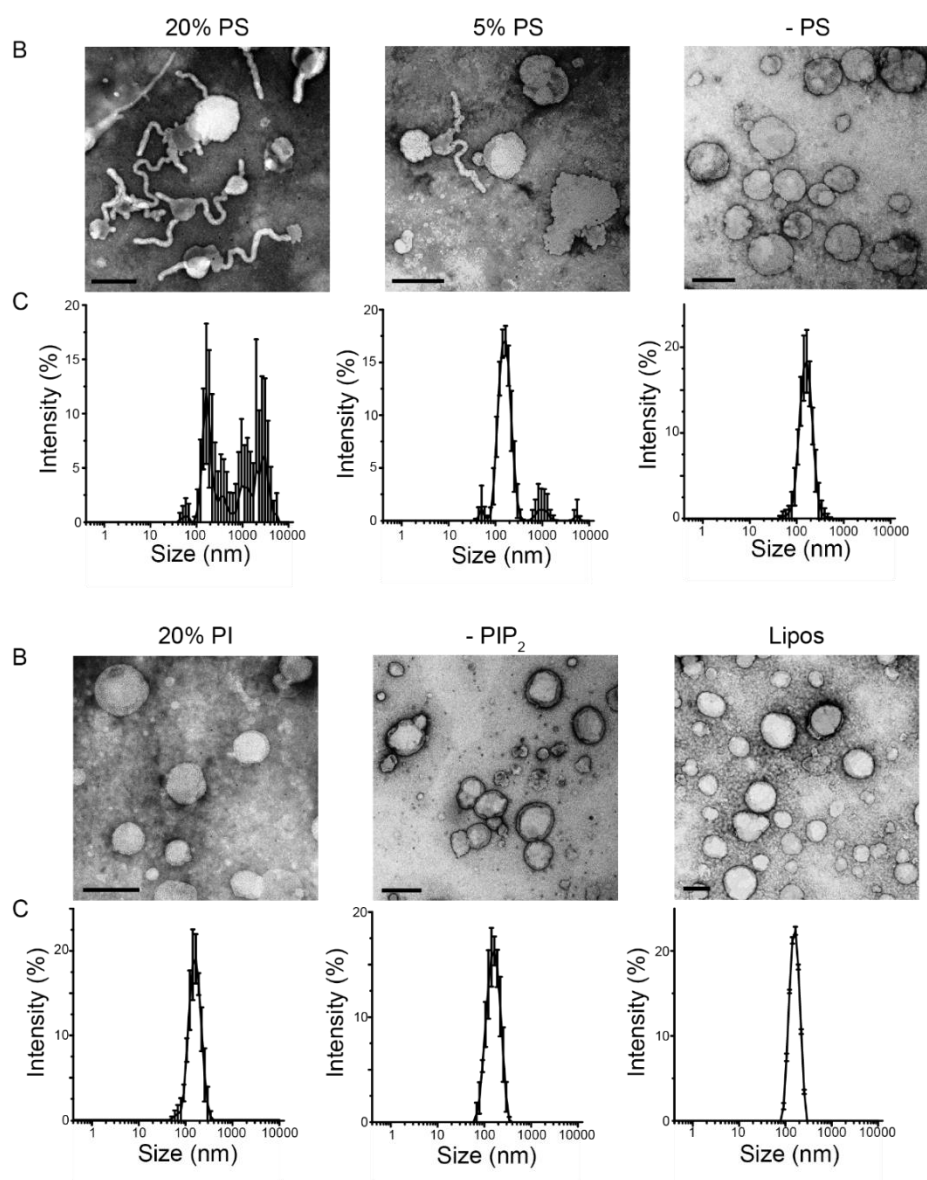 20% PS 5% PS - PS
B
C
20 20
15 15 20
10 10
10
5 5
0 0 0
Intensity (%) Intensity (%) Intensity (%)
1 10 100 1000 10000 1 10 100 1000 10000 1 10 100 1000 10000
Size (nm) Size (nm) Size (nm)
20% PI - PIP2 Lipos
B
C
20 20 20
15
10 10 10
5
0 0 0
Intensity (%) Intensity (%) Intensity (%)
1 10 100 1000 10000 1 10 100 1000 10000 1 10 100 1000 10000
Size (nm) Size (nm) Size (nm)